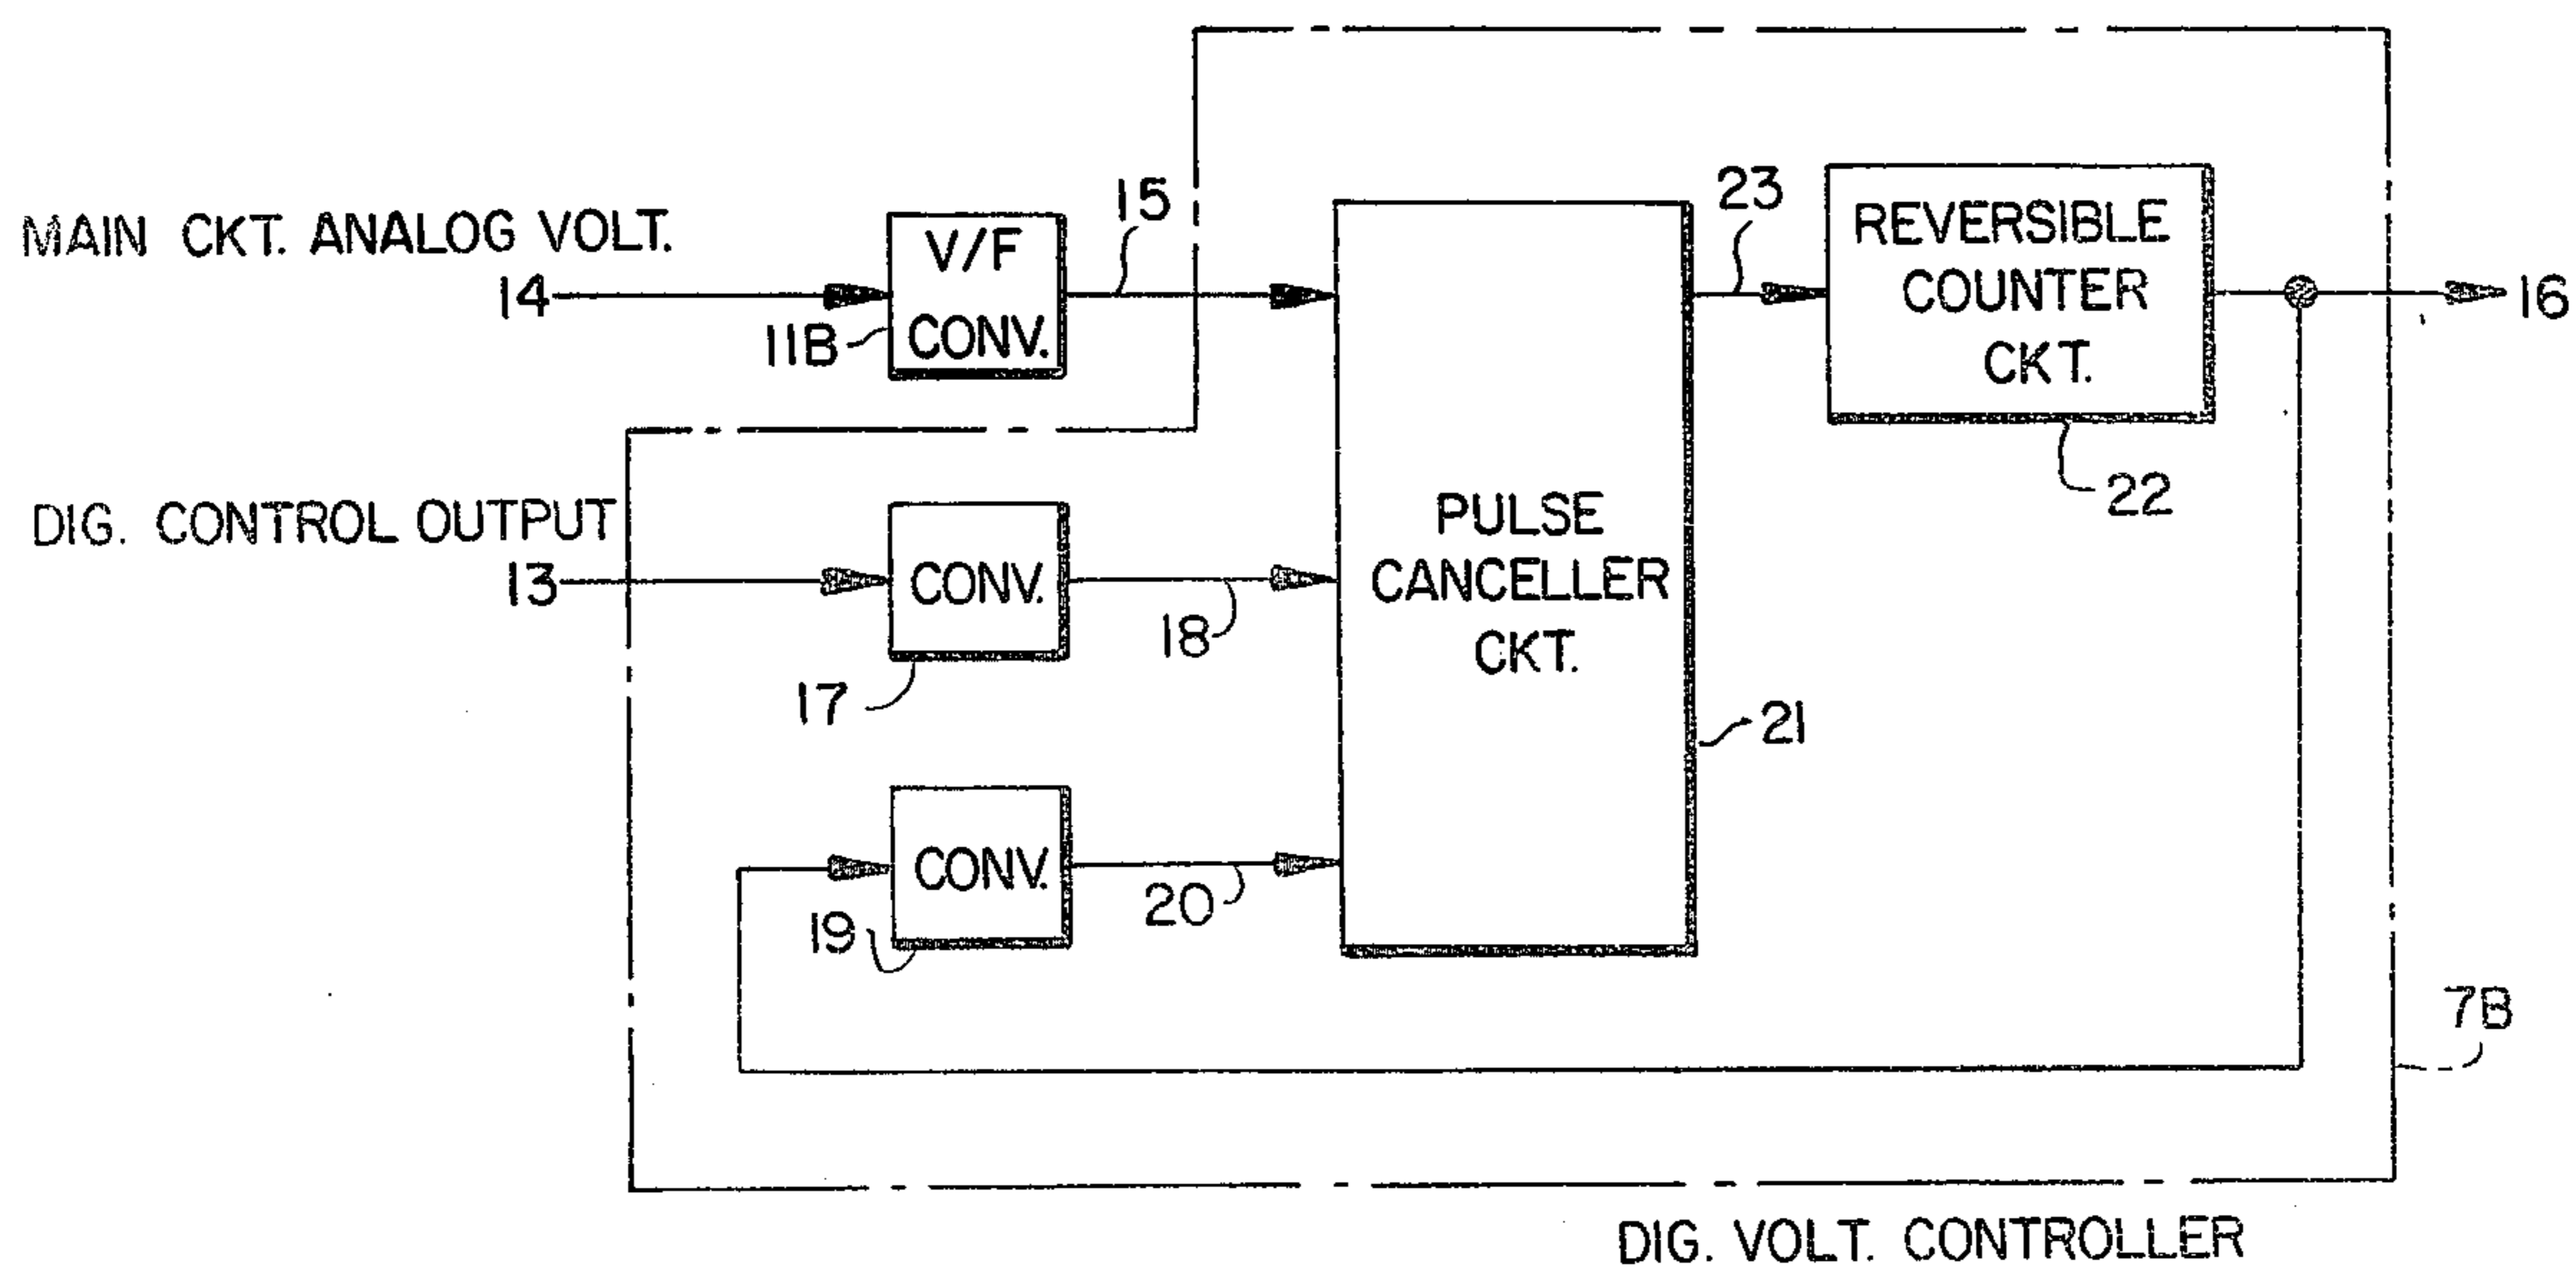 MAIN CKT. ANALOG VOLT.
14
V/F
CONV.
11B
15
23
REVERSIBLE
COUNTER
CKT.
22
16
DIG. CONTROL OUTPUT
13
CONV.
17
18
PULSE
CANCELLER
CKT.
21
CONV.
19
20
7B
DIG. VOLT. CONTROLLER